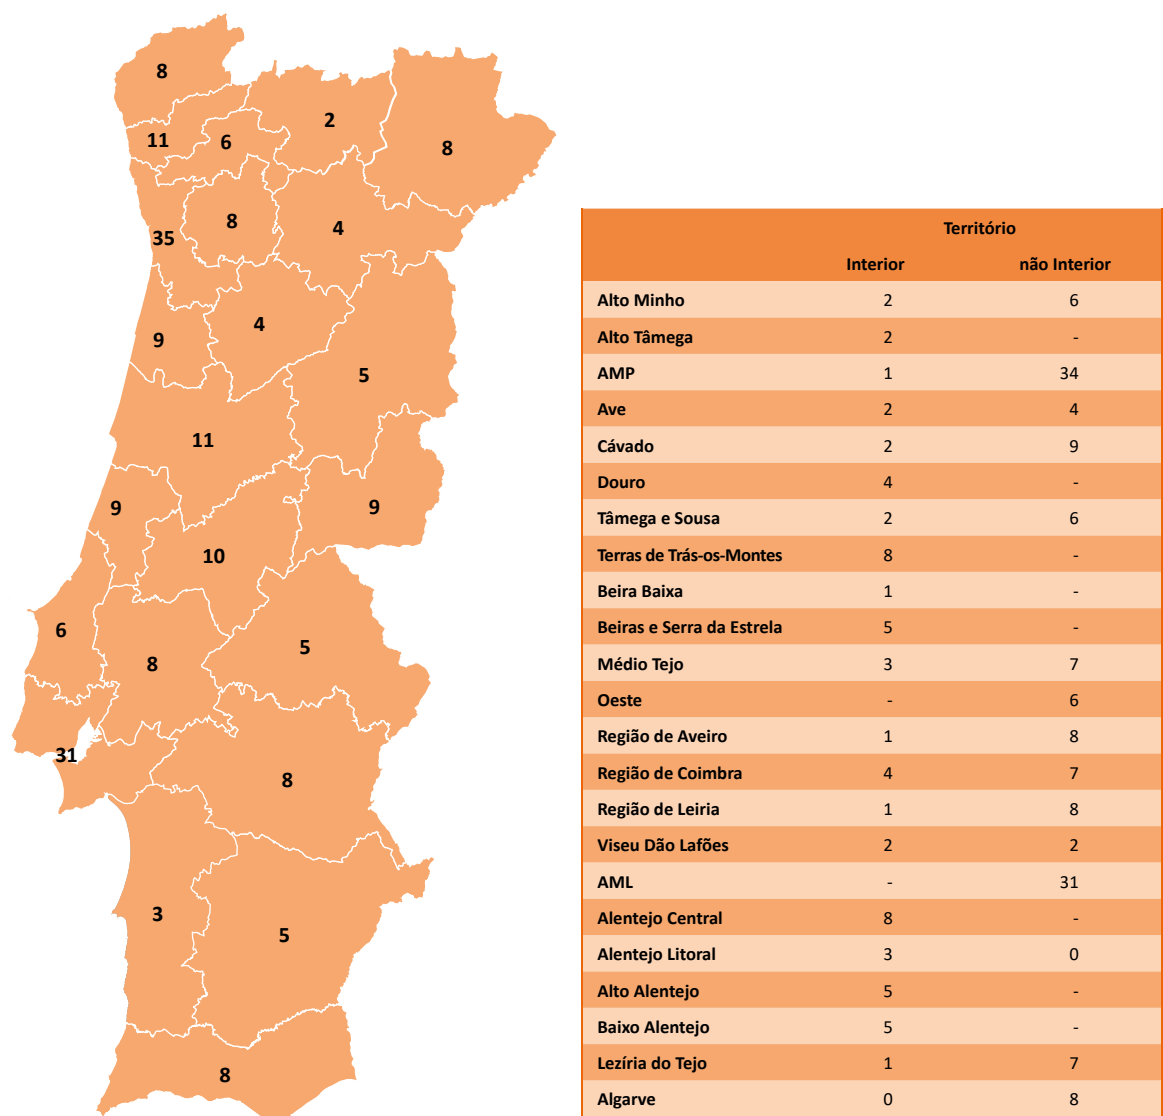 8
2
11
6
8
8
4
35
4
9
5
11
9
9
10
6
5
8
31
8
3
5
8
Território
Interior não Interior
Alto Minho 2 6
Alto Tâmega 2 -
AMP 1 34
Ave 2 4
Cávado 2 9
Douro 4 -
Tâmega e Sousa 2 6
Terras de Trás-os-Montes 8 -
Beira Baixa 1 -
Beiras e Serra da Estrela 5 -
Médio Tejo 3 7
Oeste - 6
Região de Aveiro 1 8
Região de Coimbra 4 7
Região de Leiria 1 8
Viseu Dão Lafões 2 2
AML - 31
Alentejo Central 8 -
Alentejo Litoral 3 0
Alto Alentejo 5 -
Baixo Alentejo 5 -
Lezíria do Tejo 1 7
Algarve 0 8